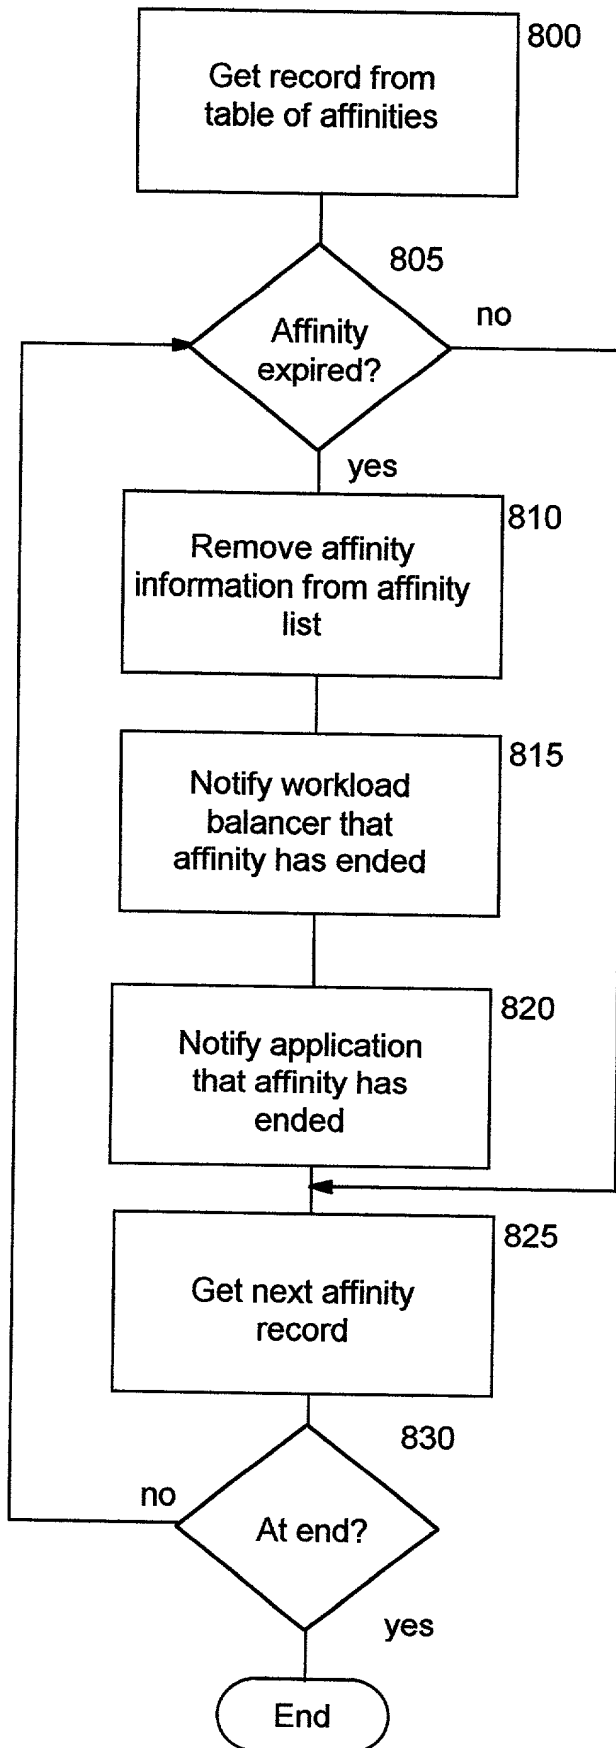 800
Get record from
table of affinities
805
Affinity
expired?
no
yes
810
Remove affinity
information from affinity
list
815
Notify workload
balancer that
affinity has ended
820
Notify application
that affinity has
ended
825
Get next affinity
record
830
no
At end?
yes
End